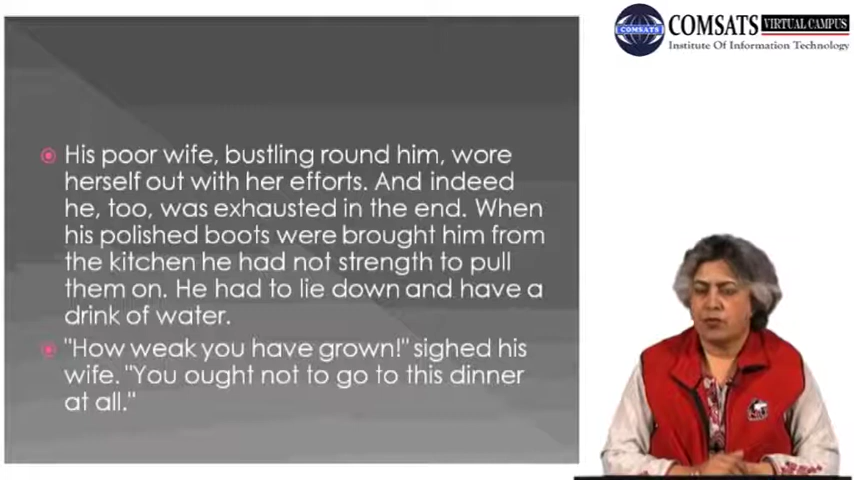 COMSATS VIRTUAL CAMPUS
COMSATS
Institute Of Information Technology
His poor wife, bustling round him, wore
herself out with her efforts. And indeed
he, too, was exhausted in the end. When
his polished boots were brought him from
the kitchen he had not strength to pull
them on. He had to lie down and have a
drink of water.
"How weak you have grown!" sighed his
wife. "You ought not to go to this dinner
at all."